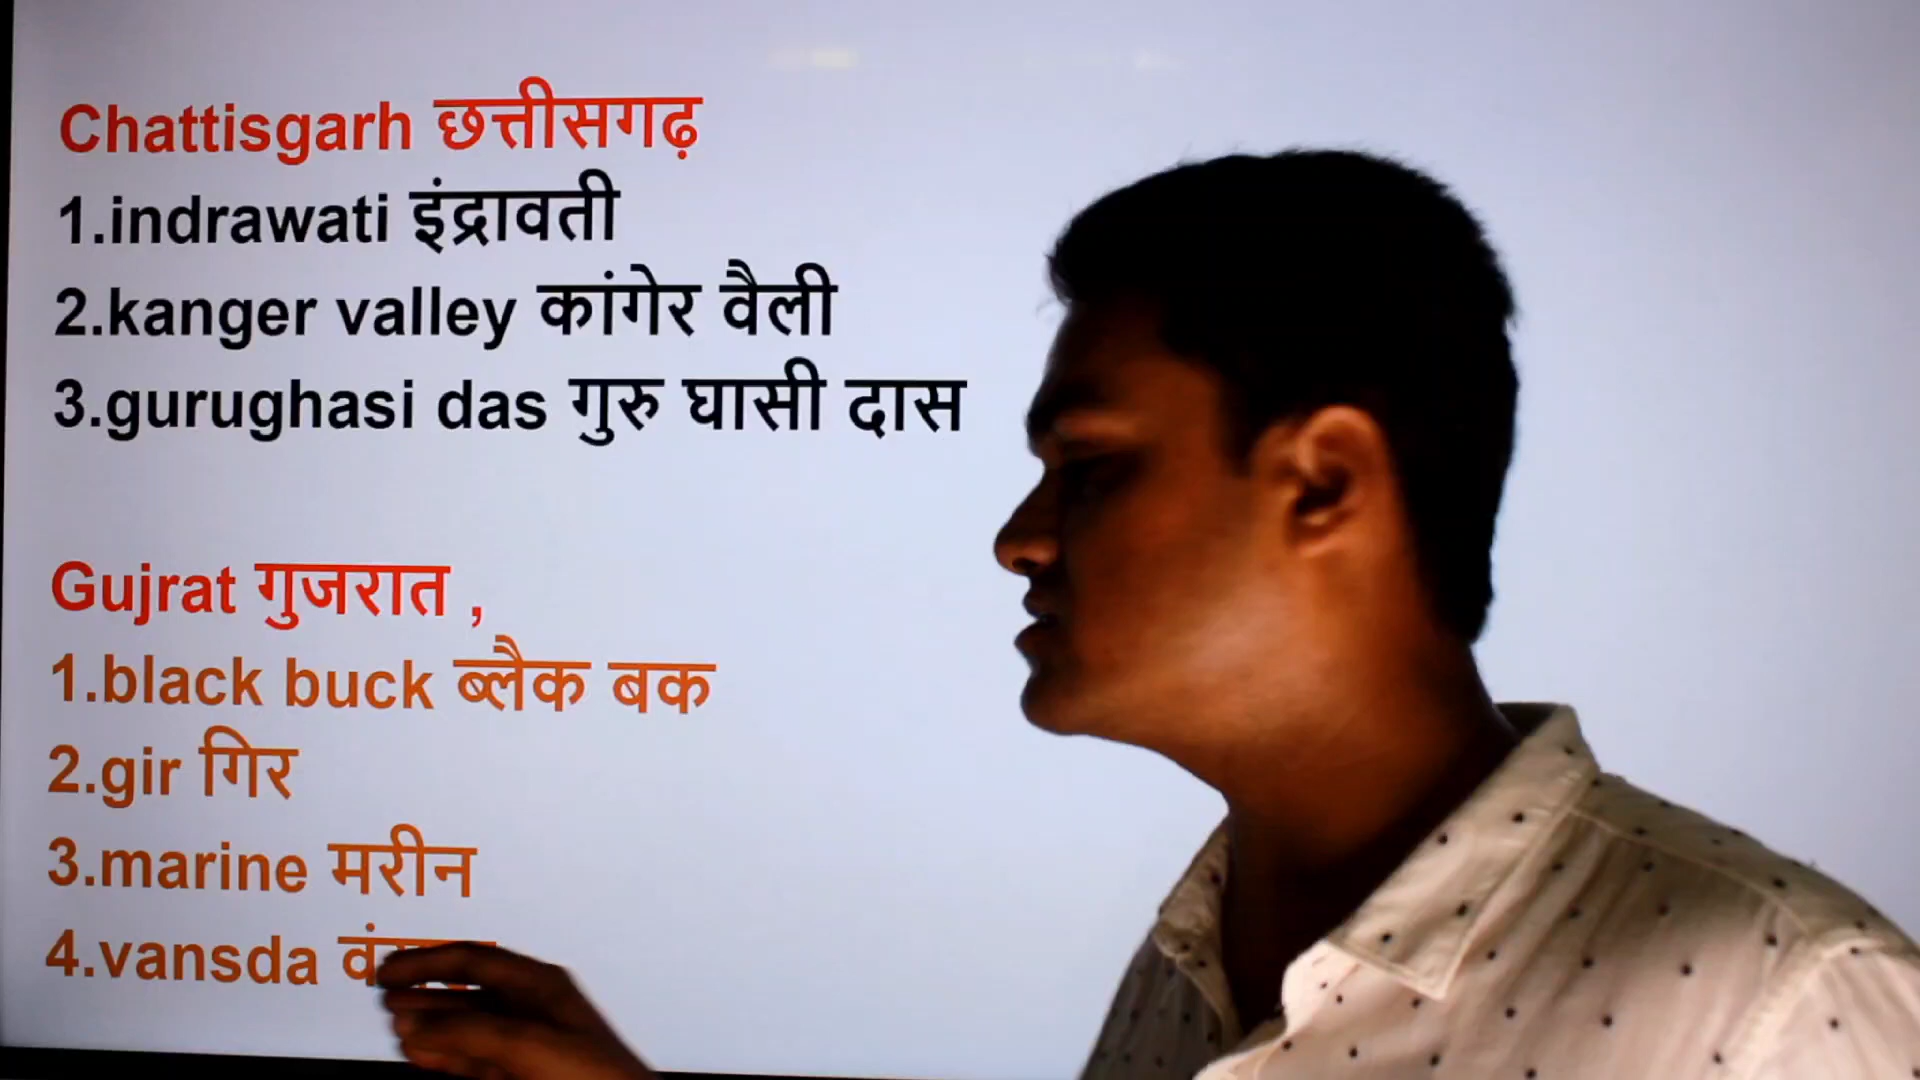 Chattisgarh छत्तीसगढ़
1.indrawati इंद्रावती
2.kanger valley कांगेर वैली
3.gurughasi das गुरु घासी दास
Gujrat गुजरात ,
1.black buck ब्लैक बक
2.gir गिर
3.marine मरीन
4.vansda